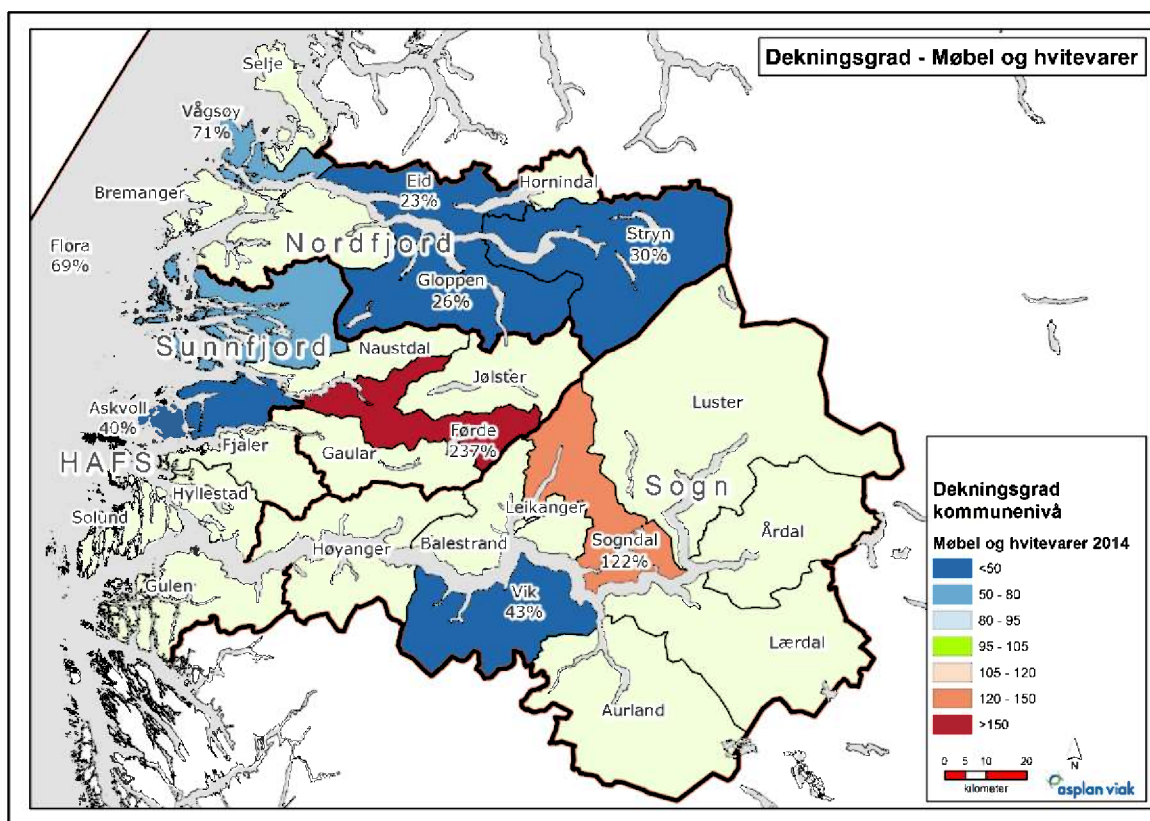 Dekningsgrad - Møbel og hvitevarer
Selje
Vågsøy
71%
Bremanger
Eid
23%
Hornindal
Flora
69%
Nordfjord
Stryn
30%
Gloppen
26%
Sunnfjord
Naustdal
Jølster
Askvoll
40%
Luster
Førde
237%
Fjaler
Gaular
HAFS
Hyllestad
Solund
Leikanger
Sogn
Høyanger
Balestrand
Sogndal
122%
Årdal
Gulen
Vik
43%
Lærdal
Aurland
Dekningsgrad
kommunenivå
Møbel og hvitevarer 2014
<50
50 - 80
80 - 95
95 - 105
105 - 120
120 - 150
>150
N
0 5 10 20
kilometer
asplan viak